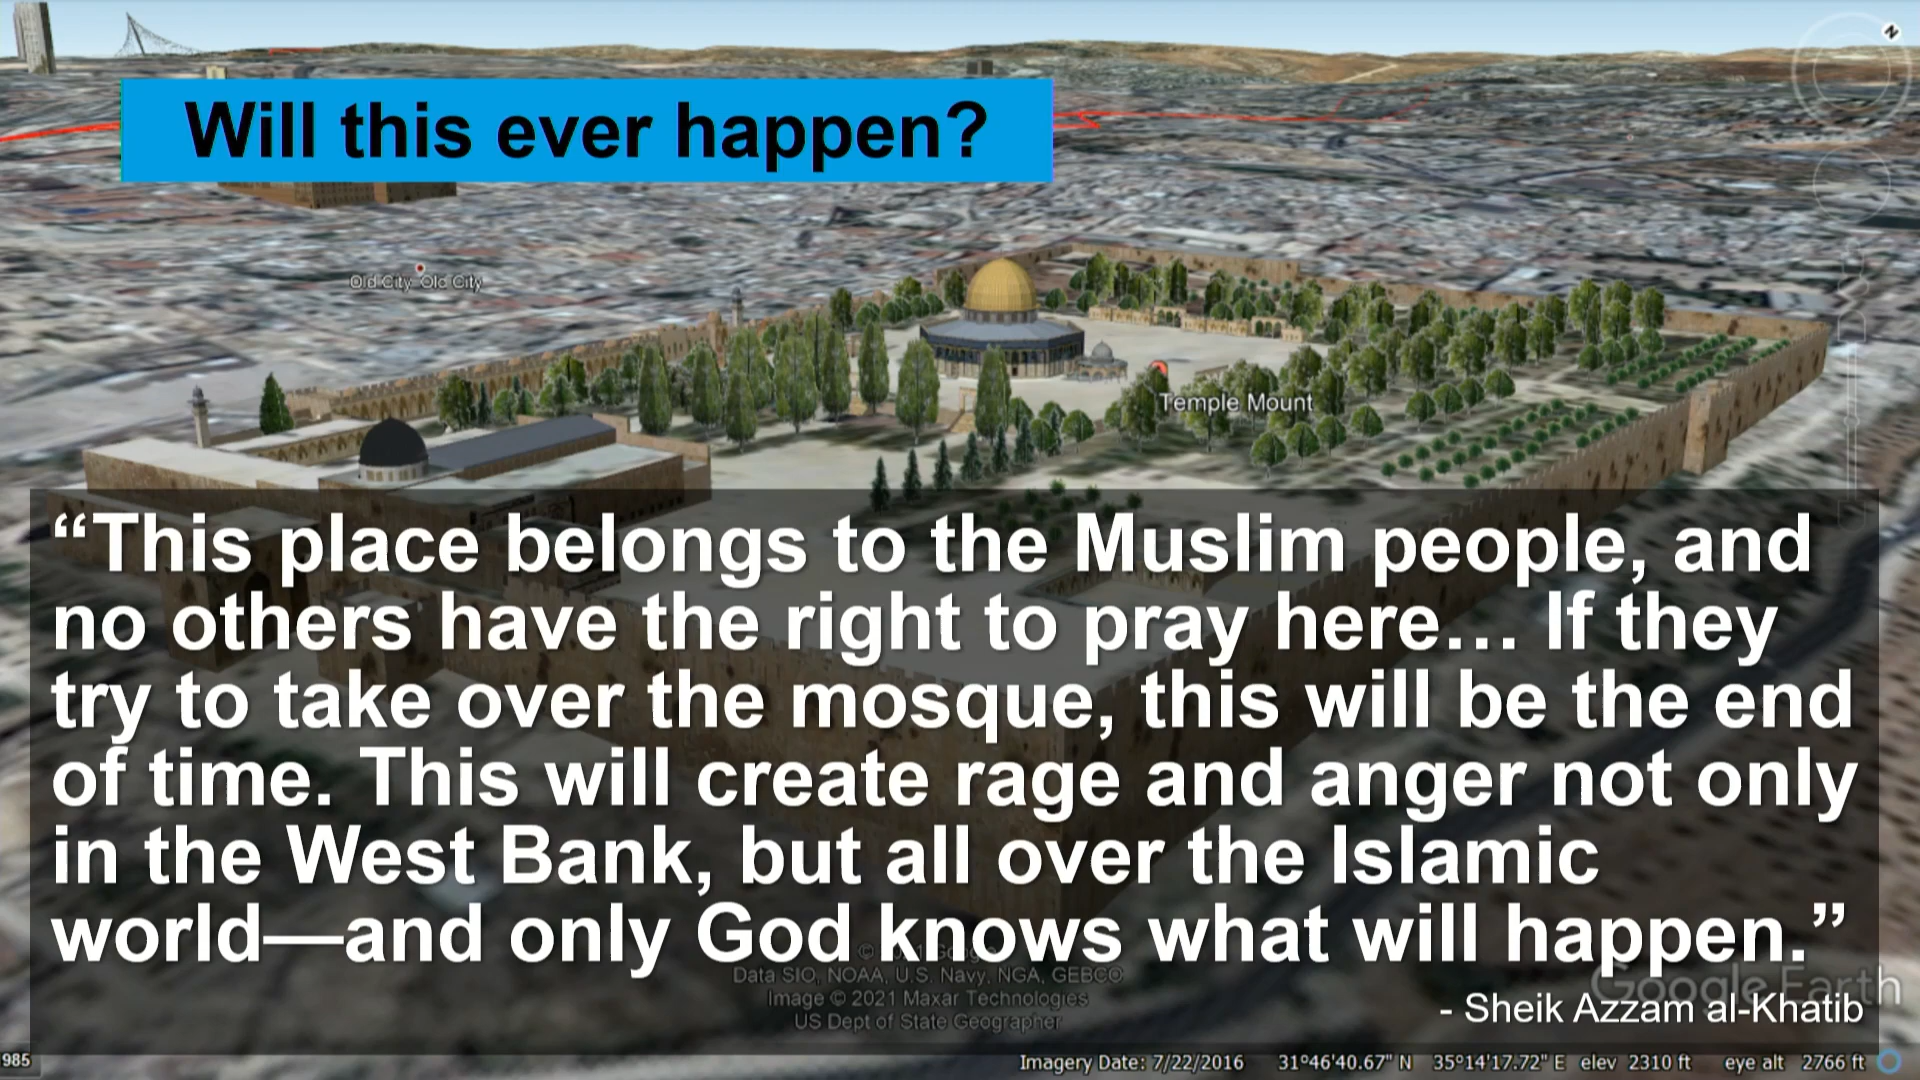 Will this ever happen?
Old City Old City
Temple Mount
“This place belongs to the Muslim people, and
no others have the right to pray here… If they
try to take over the mosque, this will be the end
of time. This will create rage and anger not only
in the West Bank, but all over the Islamic
world—and only God knows what will happen.”
Data SIO, NOAA, U.S. Navy, NGA, GEBCO
Image © 2021 Maxar Technologies
US Dept of State Geographer
Google Earth
- Sheik Azzam al-Khatib
985
Imagery Date: 7/22/2016 31°46'40.67" N 35°14'17.72" E elev 2310 ft eye alt 2766 ft
N